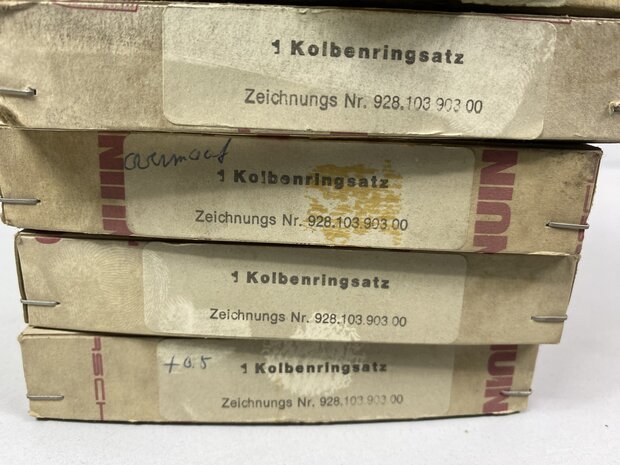 1 Kolbenringsatz
Zeichnungs Nr. 928.103 903 00
overmaat
1 Kolbenringsatz
Zeichnungs Nr. 928.103.903 00
1 Kolbenringsatz
Zeichnungs Nr. 928.103.903 00
+ 0.5
1 Kolbenringsatz
Zeichnungs Nr. 928.103.903 00